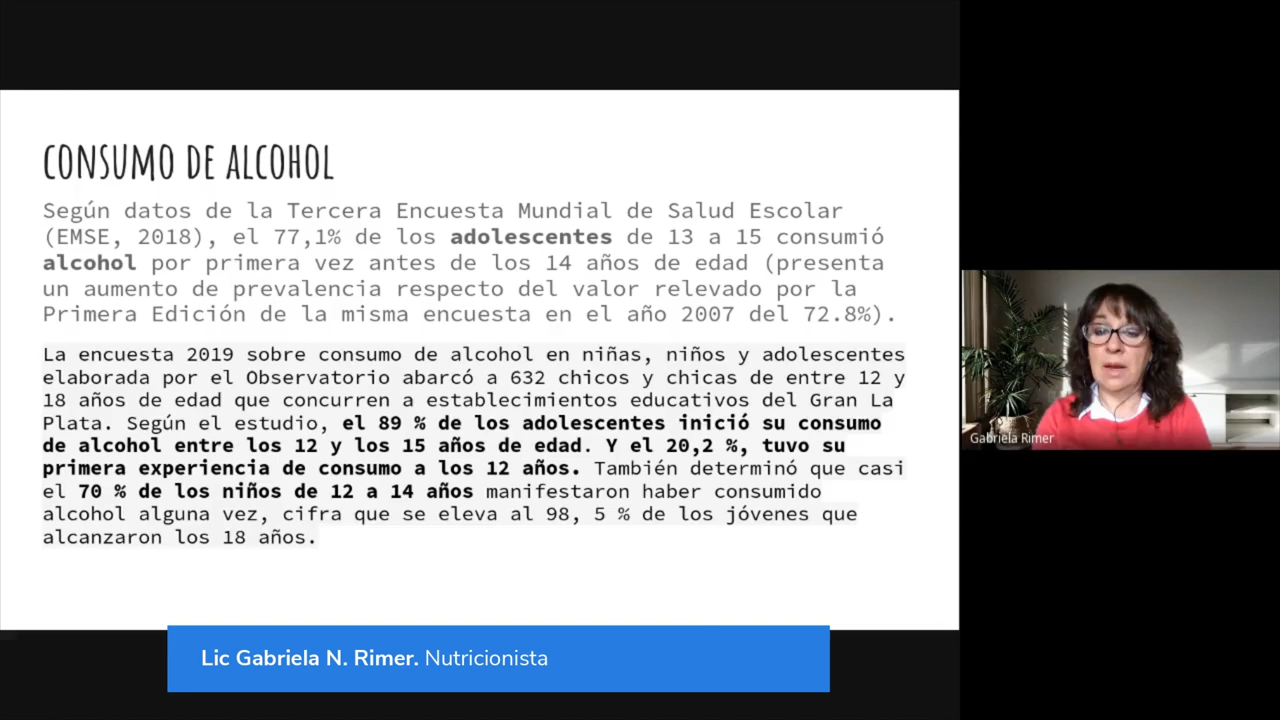 CONSUMO DE ALCOHOL
Según datos de la Tercera Encuesta Mundial de Salud Escolar
(EMSE, 2018), el 77,1% de los adolescentes de 13 a 15 consumió
alcohol por primera vez antes de los 14 años de edad (presenta
un aumento de prevalencia respecto del valor relevado por la
Primera Edición de la misma encuesta en el año 2007 del 72.8%).
La encuesta 2019 sobre consumo de alcohol en niñas, niños y adolescentes
elaborada por el Observatorio abarcó a 632 chicos y chicas de entre 12 y
18 años de edad que concurren a establecimientos educativos del Gran La
Plata. Según el estudio, el 89 % de los adolescentes inició su consumo
de alcohol entre los 12 y los 15 años de edad. Y el 20,2 %, tuvo su
primera experiencia de consumo a los 12 años. También determinó que casi
el 70 % de los niños de 12 a 14 años manifestaron haber consumido
alcohol alguna vez, cifra que se eleva al 98, 5 % de los jóvenes que
alcanzaron los 18 años.
Gabriela Rimer
Lic Gabriela N. Rimer. Nutricionista